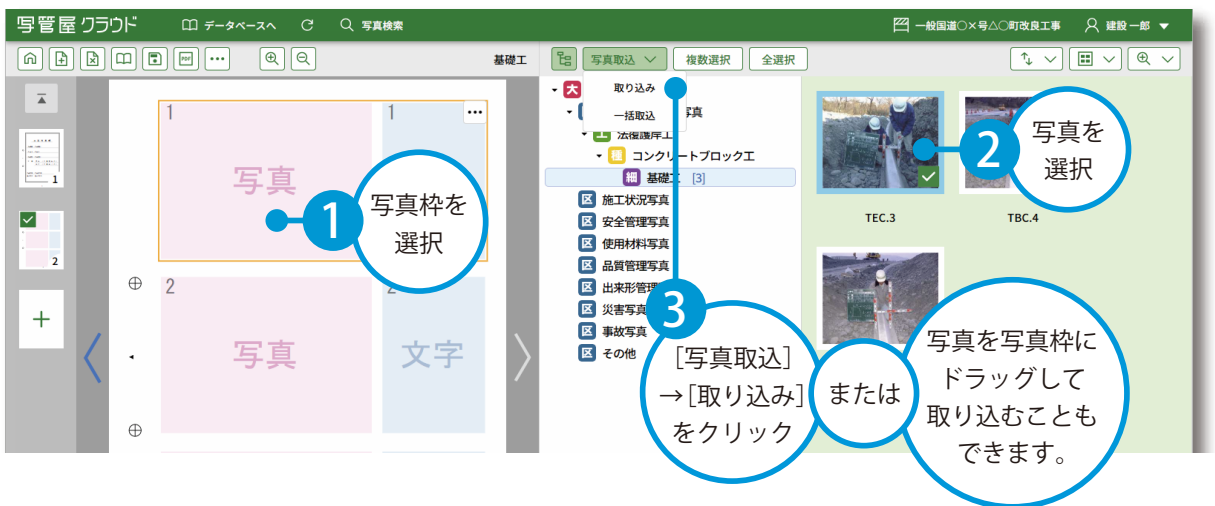 写管屋クラウド
データベースへ
写真検索
一般国道○×号△○町改良工事
建設 一郎 ▼
PDF
基礎工
写真取込
複数選択
全選択
1
2
1
写真
1
1
写真枠を
選択
2
写真
2
文字
大
取り込み
一括取込
写真
工 法覆護岸工
種 コンクリートブロック工
細 基礎工 [3]
区 施工状況写真
区 安全管理写真
区 使用材料写真
区 品質管理写真
区 出来形管理
区 災害写真
区 事故写真
区 その他
TEC.3
TBC.4
2
写真を
選択
3
[写真取込]
→[取り込み]
をクリック
または
写真を写真枠に
ドラッグして
取り込むことも
できます。